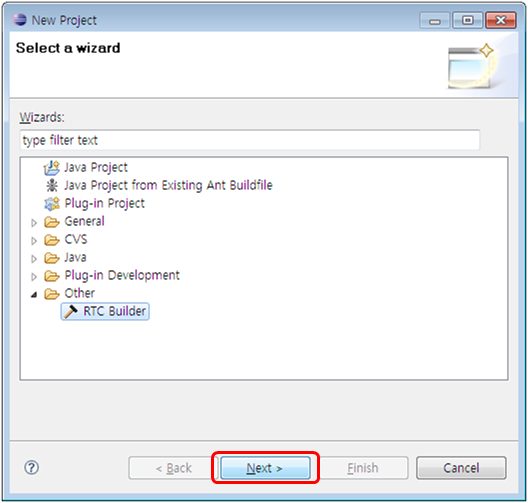 New Project
Select a wizard
Wizards:
type filter text
Java Project
Java Project from Existing Ant Buildfile
Plug-in Project
General
CVS
Java
Plug-in Development
Other
RTC Builder
? < Back Next > Finish Cancel